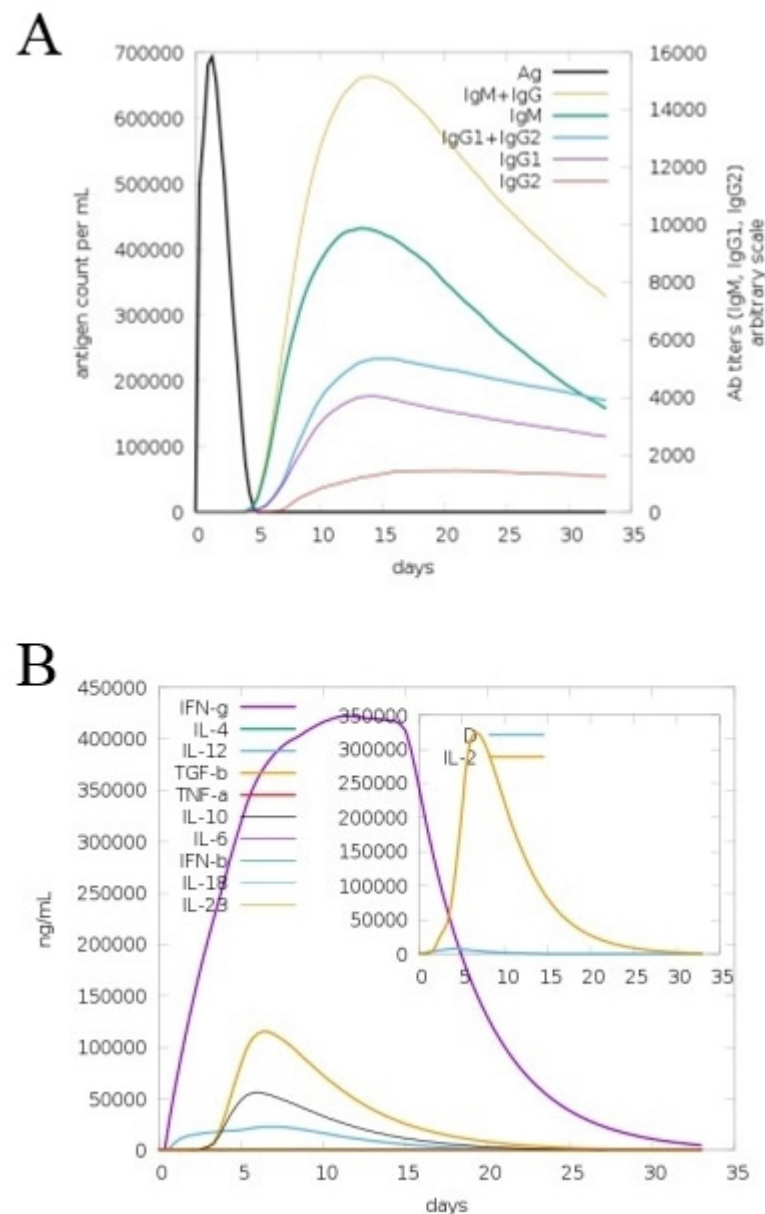 A
700000
600000
500000
400000
300000
200000
100000
0
antigen count per mL
Ag
IgM+IgG
IgM
IgG1+IgG2
IgG1
IgG2
16000
14000
12000
10000
8000
6000
4000
2000
0
Ab titers (IgM, IgG1, IgG2)
arbitrary scale
0 5 10 15 20 25 30 35
days
B
450000
400000
350000
300000
250000
200000
150000
100000
50000
0
ng/mL
IFN-g
IL-4
IL-12
TGF-b
TNF-a
IL-10
IL-6
IFN-b
IL-18
IL-23
350000
300000
250000
200000
150000
100000
50000
0
D
IL-2
0 5 10 15 20 25 30 35
0 5 10 15 20 25 30 35
days